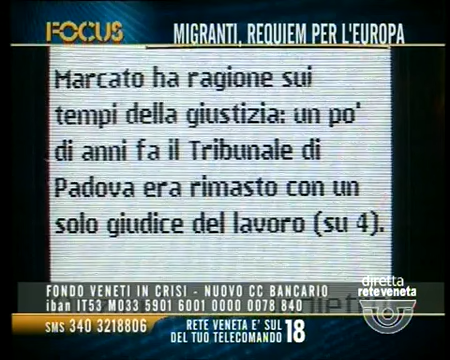 FOCUS
MIGRANTI, REQUIEM PER L'EUROPA
Marcato ha ragione sui
tempi della giustizia: un po'
di anni fa il Tribunale di
Padova era rimasto con un
solo giudice del lavoro (su 4).
FONDO VENETI IN CRISI - NUOVO CC BANCARIO
iban IT53 M033 5901 6001 0000 0078 840
diretta
reteveneta
SMS 340 3218806
RETE VENETA E' SUL
DEL TUO TELECOMANDO 18